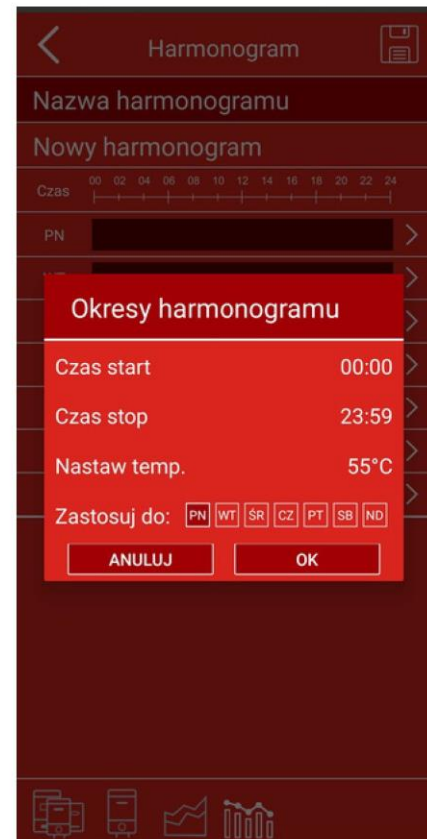 Harmonogram
Nazwa harmonogramu
Nowy harmonogram
Czas 00 02 04 06 08 10 12 14 16 18 20 22 24
PN
Okresy harmonogramu
Czas start 00:00
Czas stop 23:59
Nastaw temp. 55°C
Zastosuj do: PN WT ŚR CZ PT SB ND
ANULUJ OK